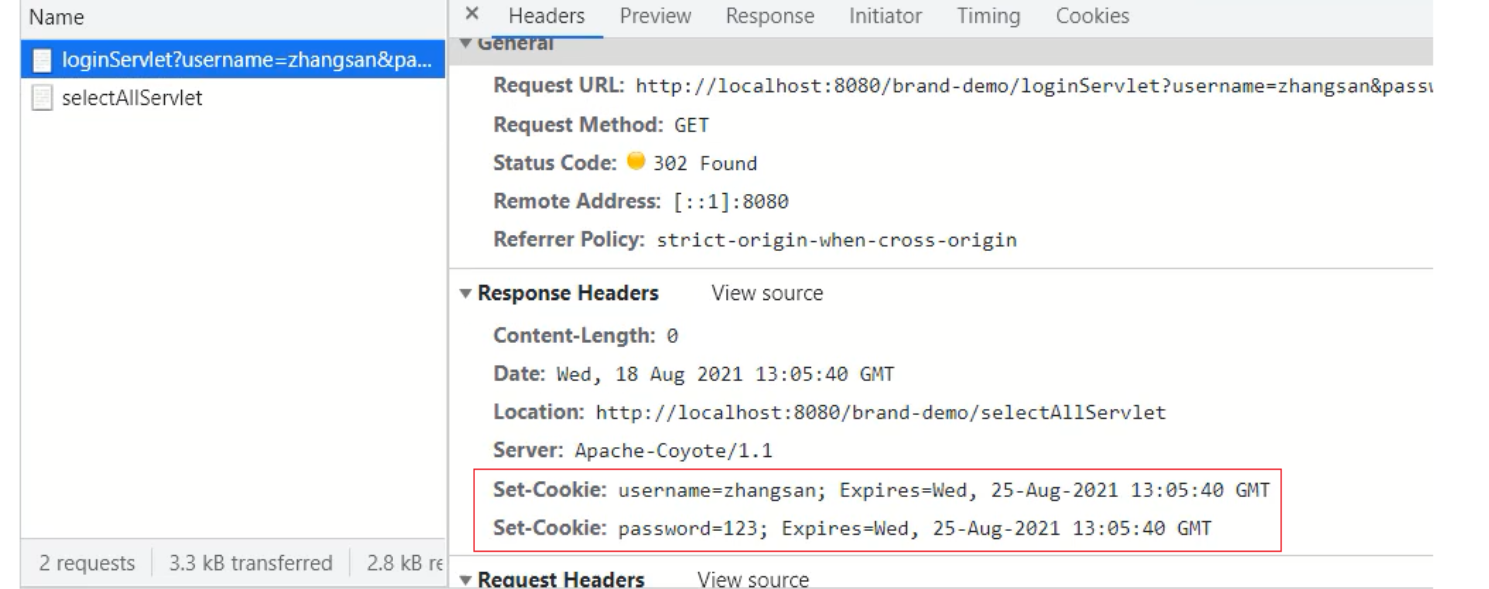 Name
loginServlet?username=zhangsan&pa...
selectAllServlet
2 requests 3.3 kB transferred 2.8 kB re
× Headers Preview Response Initiator Timing Cookies
General
Request URL: http://localhost:8080/brand-demo/loginServlet?username=zhangsan&passw
Request Method: GET
Status Code: 302 Found
Remote Address: [::1]:8080
Referrer Policy: strict-origin-when-cross-origin
Response Headers View source
Content-Length: 0
Date: Wed, 18 Aug 2021 13:05:40 GMT
Location: http://localhost:8080/brand-demo/selectAllServlet
Server: Apache-Coyote/1.1
Set-Cookie: username=zhangsan; Expires=Wed, 25-Aug-2021 13:05:40 GMT
Set-Cookie: password=123; Expires=Wed, 25-Aug-2021 13:05:40 GMT
Request Headers View source